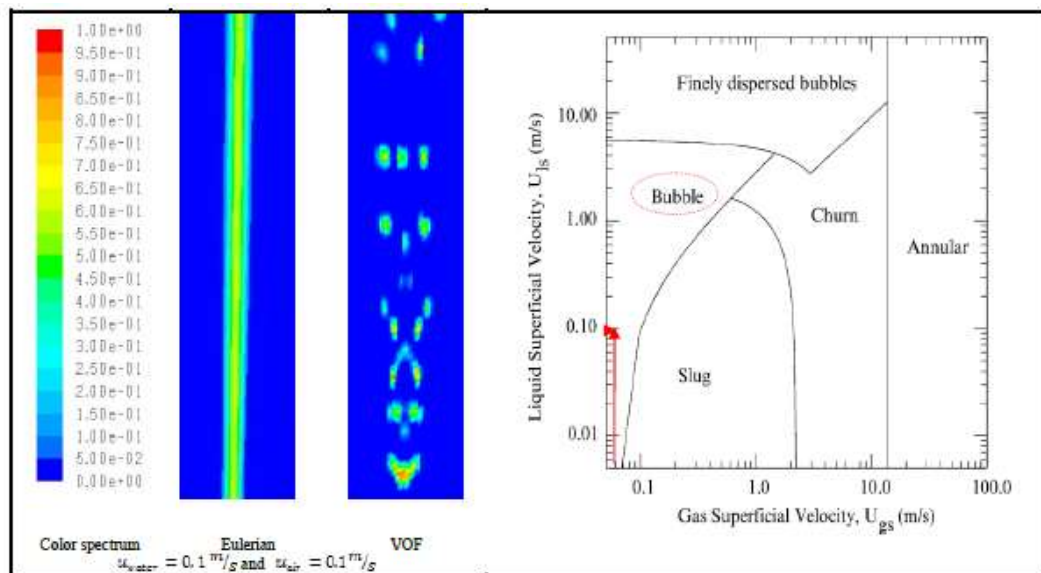 1.00e+00
9.50e-01
9.00e-01
8.50e-01
8.00e-01
7.50e-01
7.00e-01
6.50e-01
6.00e-01
5.50e-01
5.00e-01
4.50e-01
4.00e-01
3.50e-01
3.00e-01
2.50e-01
2.00e-01
1.50e-01
1.00e-01
5.00e-02
0.00e+00
Color spectrum Eulerian VOF
u_water = 0.1 m/s and u_air = 0.1 m/s
Liquid Superficial Velocity, U_ls (m/s)
10.00
1.00
0.10
0.01
Finely dispersed bubbles
Bubble
Churn
Annular
Slug
0.1 1.0 10.0 100.0
Gas Superficial Velocity, U_gs (m/s)